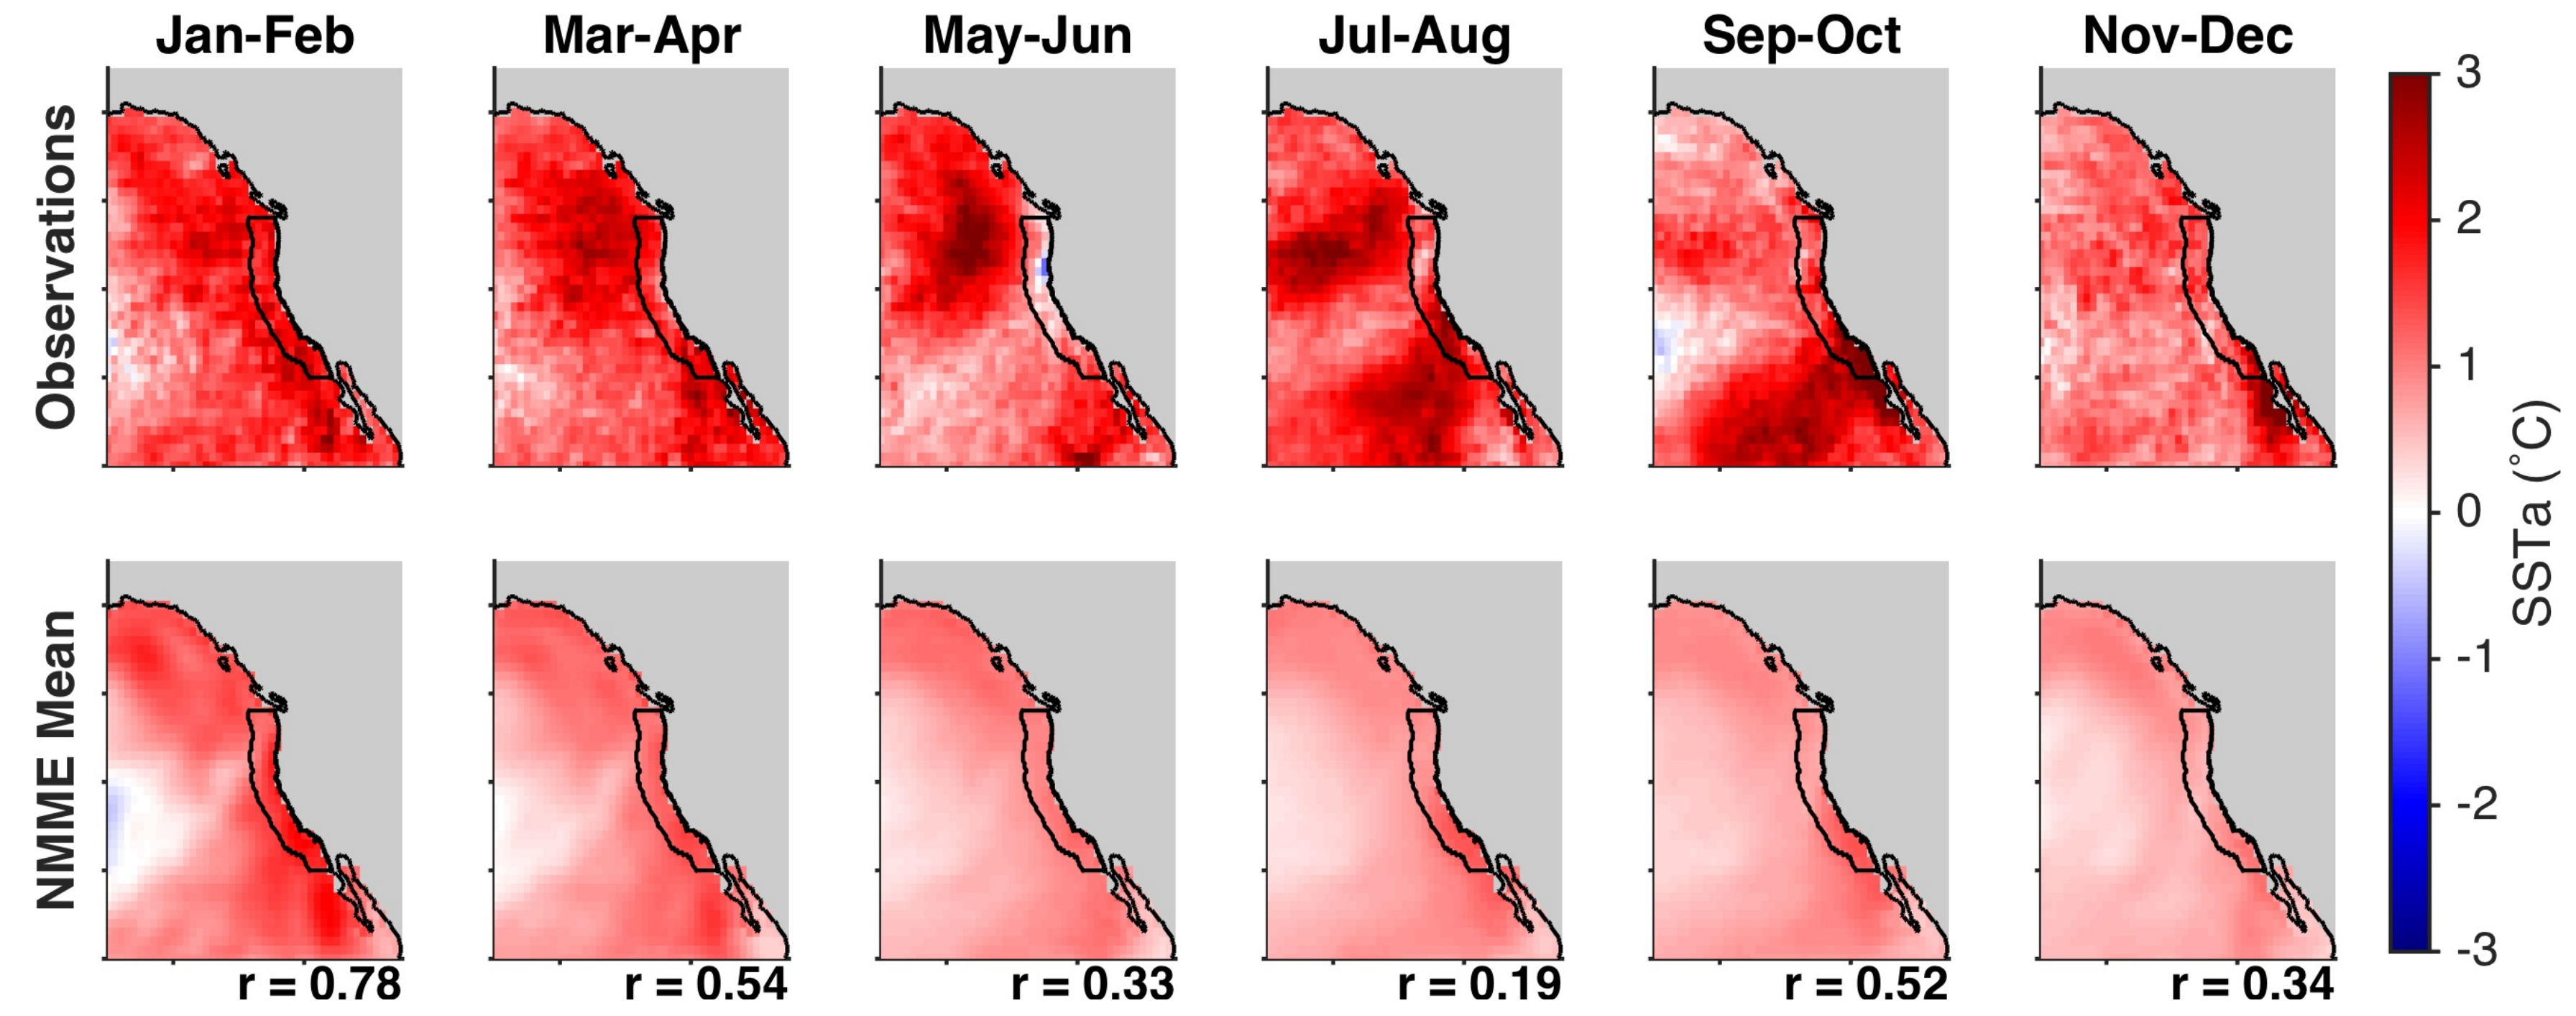 Jan-Feb
Mar-Apr
May-Jun
Jul-Aug
Sep-Oct
Nov-Dec
Observations
NMME Mean
r = 0.78
r = 0.54
r = 0.33
r = 0.19
r = 0.52
r = 0.34
3
2
1
0
-1
-2
-3
SSTa (°C)